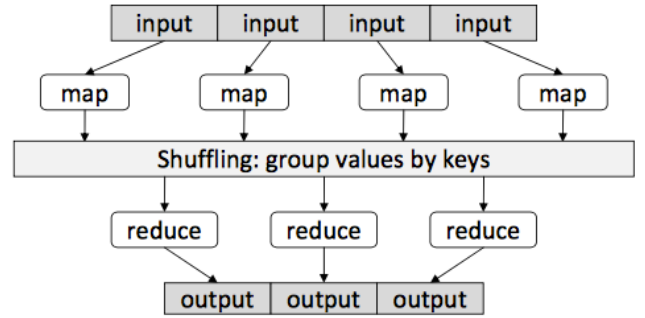 input input input input
map map map map
Shuffling: group values by keys
reduce reduce reduce
output output output